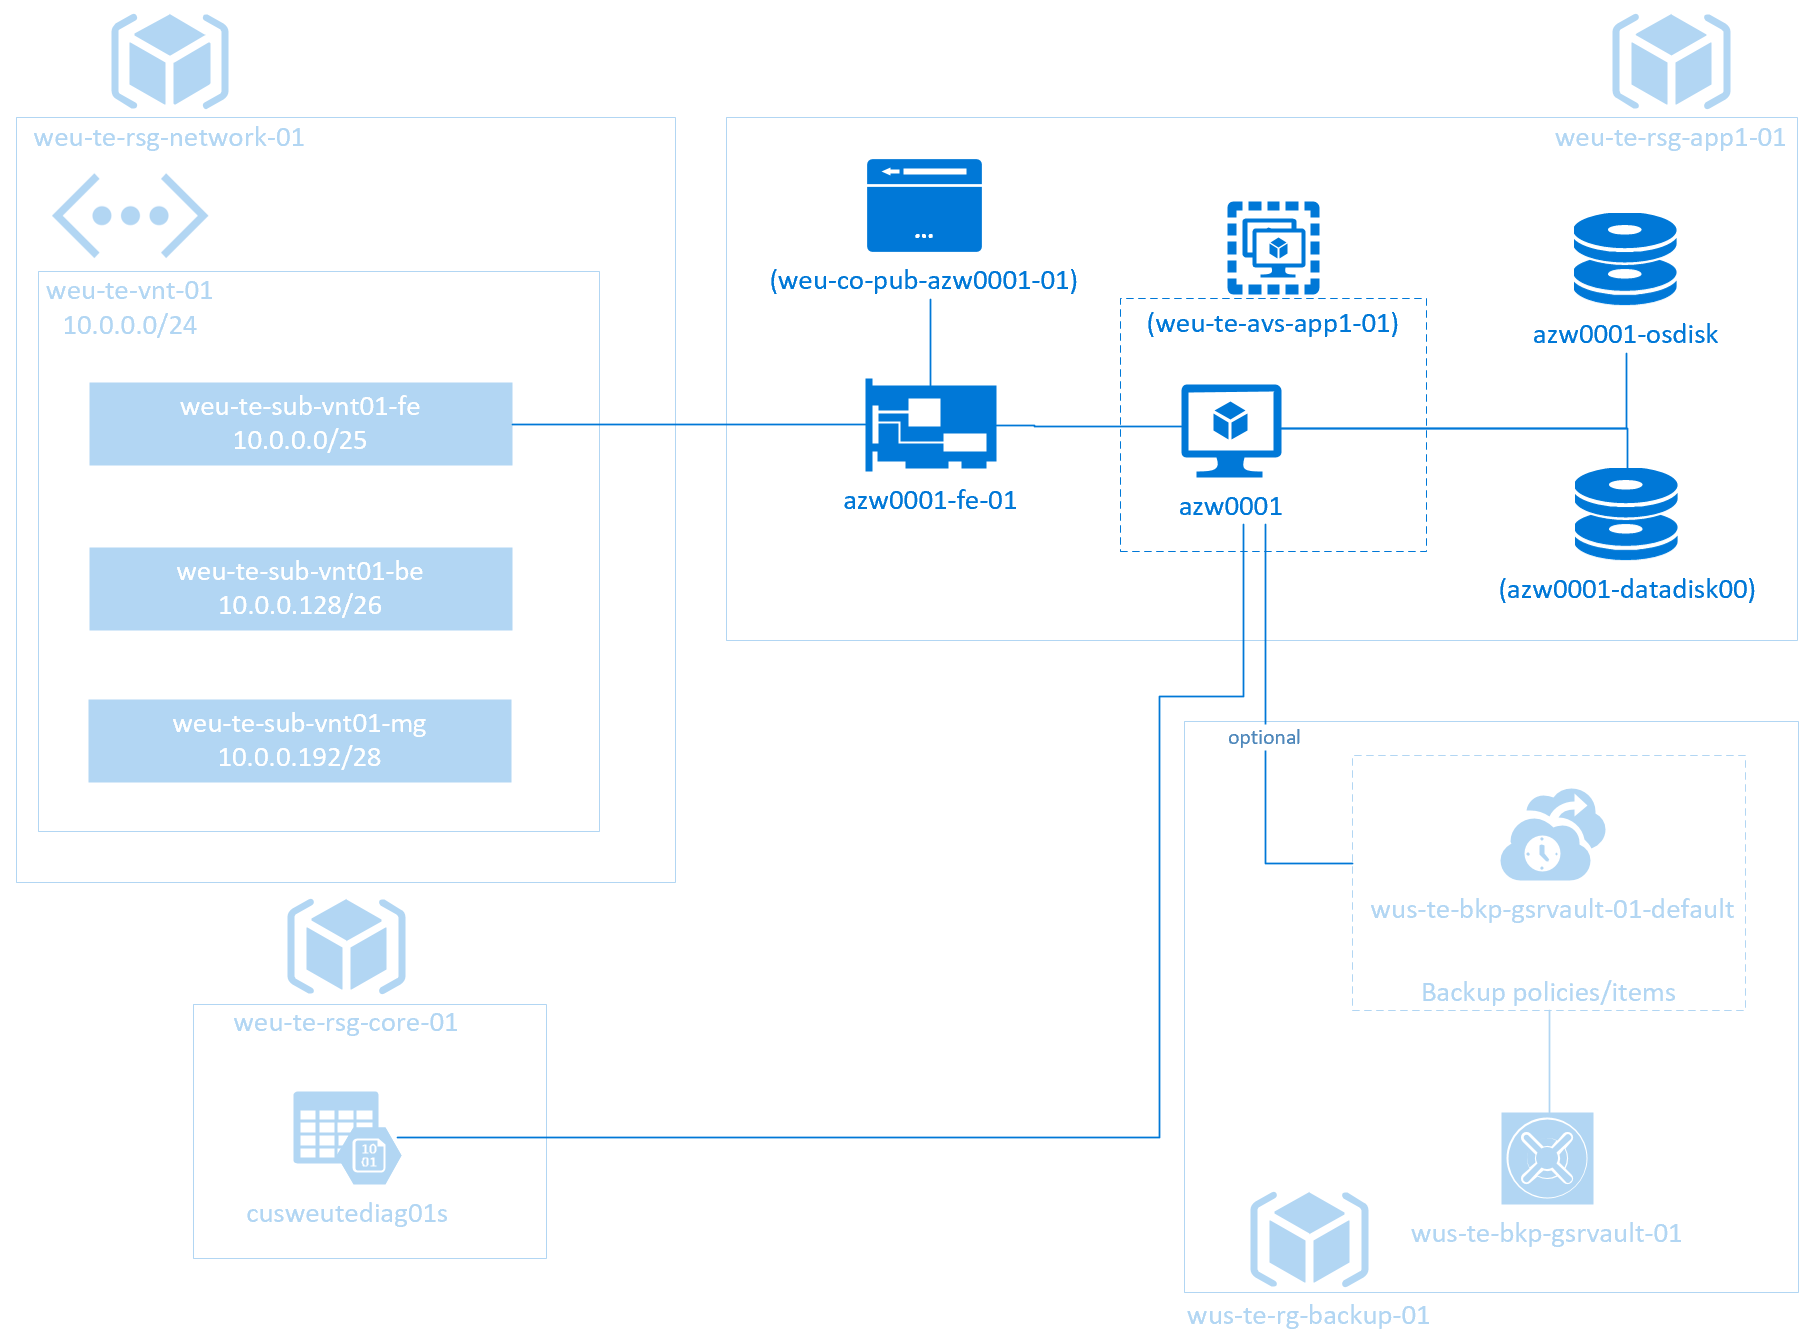 weu-te-rsg-network-01
weu-te-vnt-01
10.0.0.0/24
weu-te-sub-vnt01-fe
10.0.0.0/25
weu-te-sub-vnt01-be
10.0.0.128/26
weu-te-sub-vnt01-mg
10.0.0.192/28
weu-te-rsg-app1-01
...
(weu-co-pub-azw0001-01)
(weu-te-avs-app1-01)
azw0001-osdisk
azw0001-fe-01
azw0001
(azw0001-datadisk00)
optional
wus-te-bkp-gsrvault-01-default
Backup policies/items
wus-te-bkp-gsrvault-01
wus-te-rg-backup-01
weu-te-rsg-core-01
10
01
cusweutediag01s